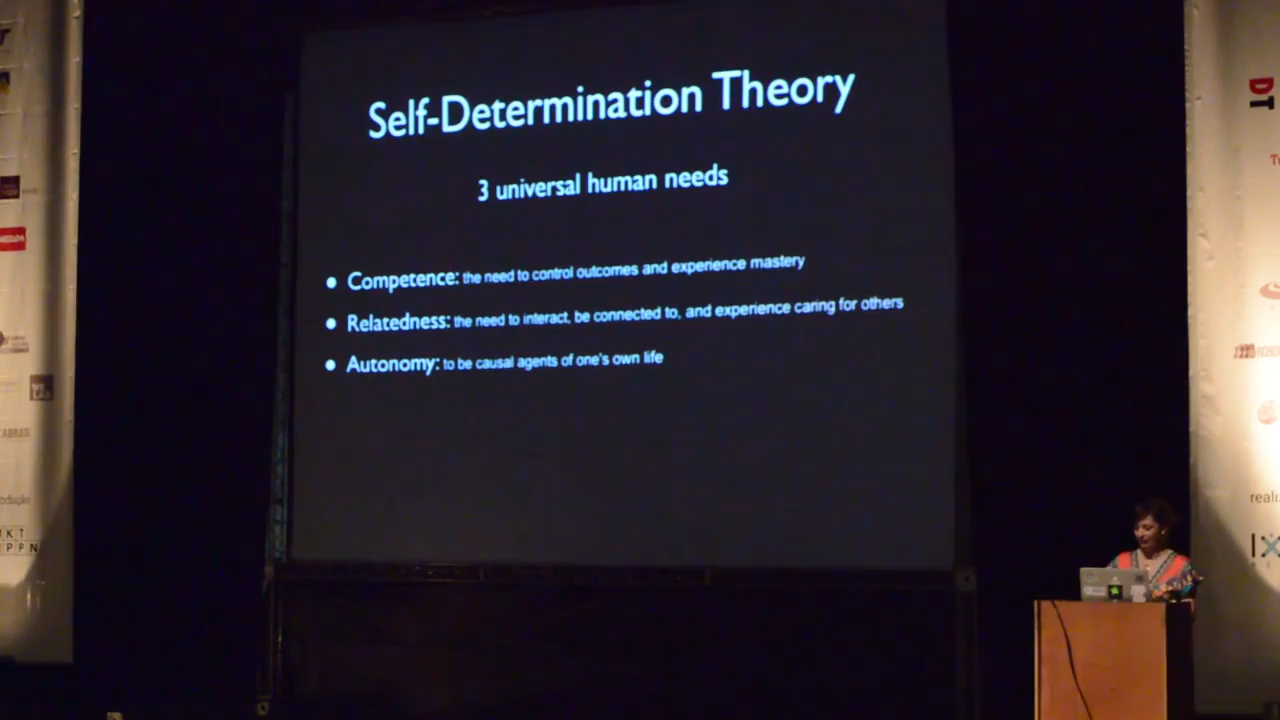 Self-Determination Theory
3 universal human needs
• Competence: the need to control outcomes and experience mastery
• Relatedness: the need to interact, be connected to, and experience caring for others
• Autonomy: to be causal agents of one's own life
DT
reali